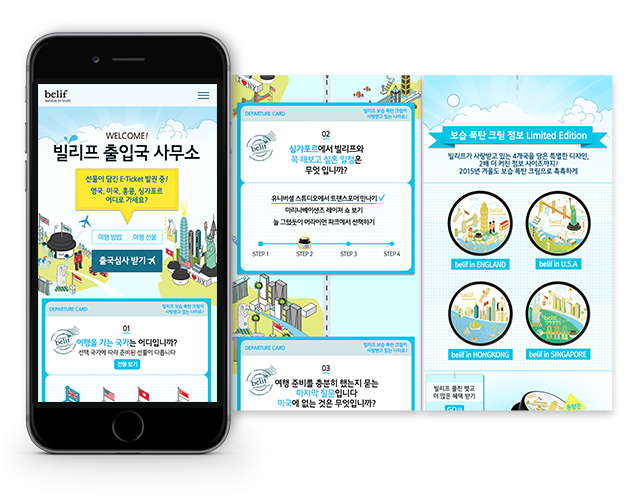 belif
believe in truth
WELCOME!
빌리프 출입국 사무소
선물이 담긴 E-Ticket 발권 중!
영국, 미국, 홍콩, 싱가포르
어디로 가세요?
여행 방법
여행 선물
출국심사 받기
DEPARTURE CARD
빌리프 보습 폭탄 크림이
사랑받고 있는 나라로!
01
여행을 가는 국가는 어디입니까?
선택 국가에 따라 준비된 선물이 다릅니다
선물 보기
belif
DEPARTURE CARD
빌리프 보습 폭탄 크림이
사랑받고 있는 나라로!
belif
02
싱가포르에서 빌리프와
꼭 해보고 싶은 일정은
무엇 입니까?
유니버셜 스튜디오에서 트랜스포머 만나기
마리나베이샌즈 레이저 쇼 보기
늘 그렸듯이 머라이언 파크에서 산책하기
STEP 1
STEP 2
STEP 3
STEP 4
DEPARTURE CARD
빌리프 보습 폭탄 크림이
사랑받고 있는 나라로!
belif
03
여행 준비를 충분히 했는지 묻는
마지막 질문입니다
미국에 없는 것은 무엇입니까?
보습 폭탄 크림 점보 Limited Edition
빌리프가 사랑받고 있는 4개국을 담은 특별한 디자인,
2배 더 커진 점보 사이즈까지!
2015년 겨울도 보습 폭탄 크림으로 촉촉하게
belif in ENGLAND
belif in U.S.A
belif in HONGKONG
belif in SINGAPORE
빌리프 플친 맺고
더 많은 혜택 받기
GO